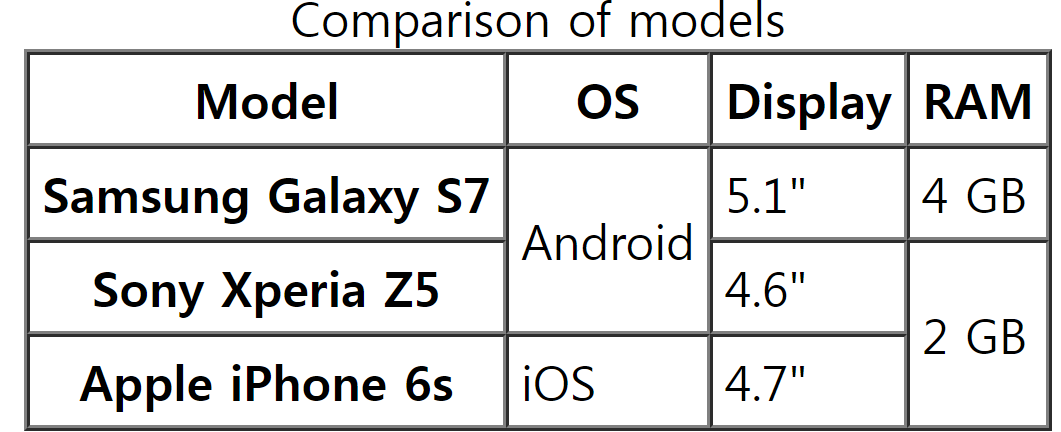 Comparison of models
Model OS Display RAM
Samsung Galaxy S7 Android 5.1" 4 GB
Sony Xperia Z5 4.6" 2 GB
Apple iPhone 6s iOS 4.7"